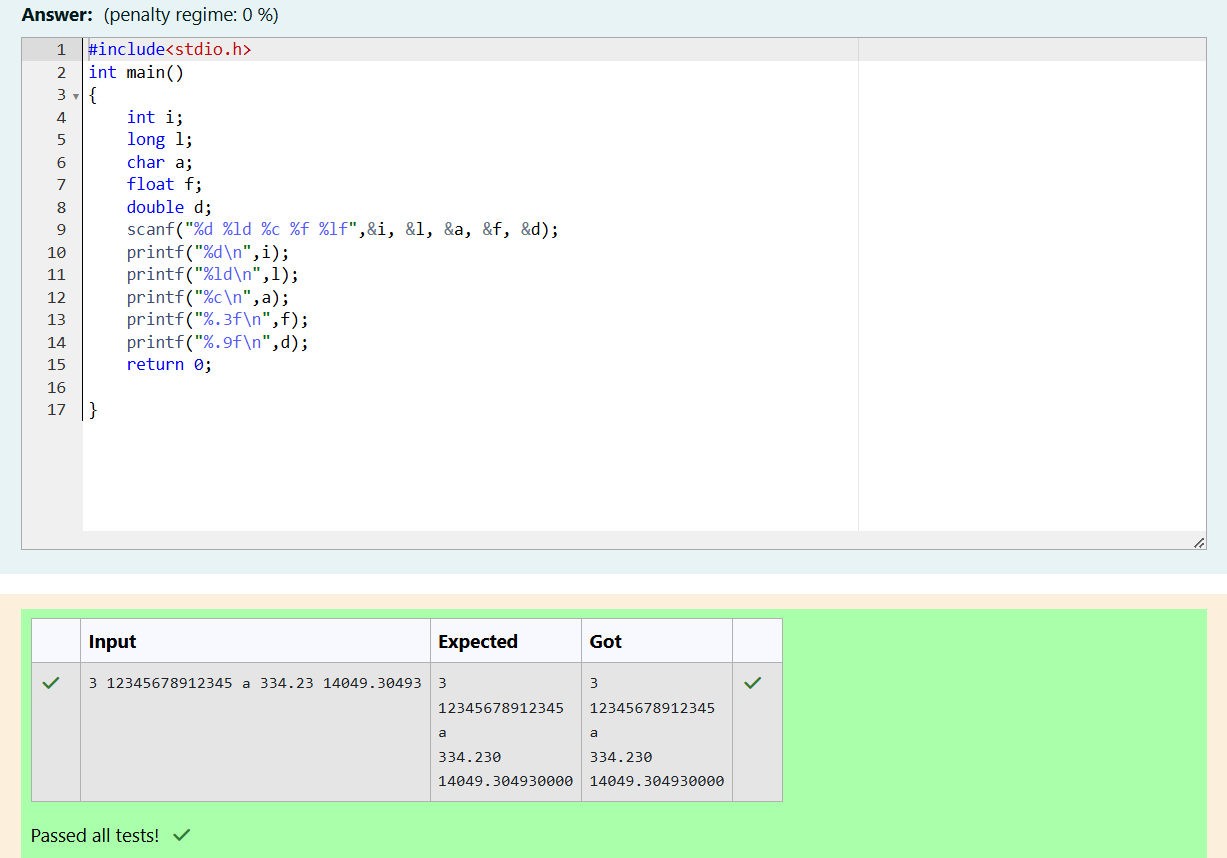 Answer: (penalty regime: 0 %)
1 #include<stdio.h>
2 int main()
3 {
4 int i;
5 long l;
6 char a;
7 float f;
8 double d;
9 scanf("%d %ld %c %f %lf",&i, &l, &a, &f, &d);
10 printf("%d\n",i);
11 printf("%ld\n",l);
12 printf("%c\n",a);
13 printf("%.3f\n",f);
14 printf("%.9f\n",d);
15 return 0;
16
17 }
Input Expected Got
3 12345678912345 a 334.23 14049.30493 3 3
12345678912345 12345678912345
a a
334.230 334.230
14049.304930000 14049.304930000
Passed all tests!